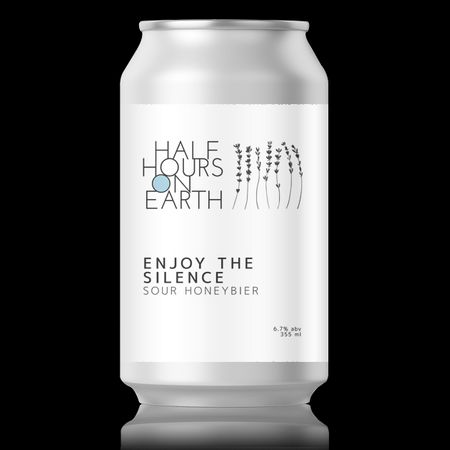 HALF
HOURS
ON
EARTH
ENJOY THE
SILENCE
SOUR HONEYBIER
6.7% abv
355 ml